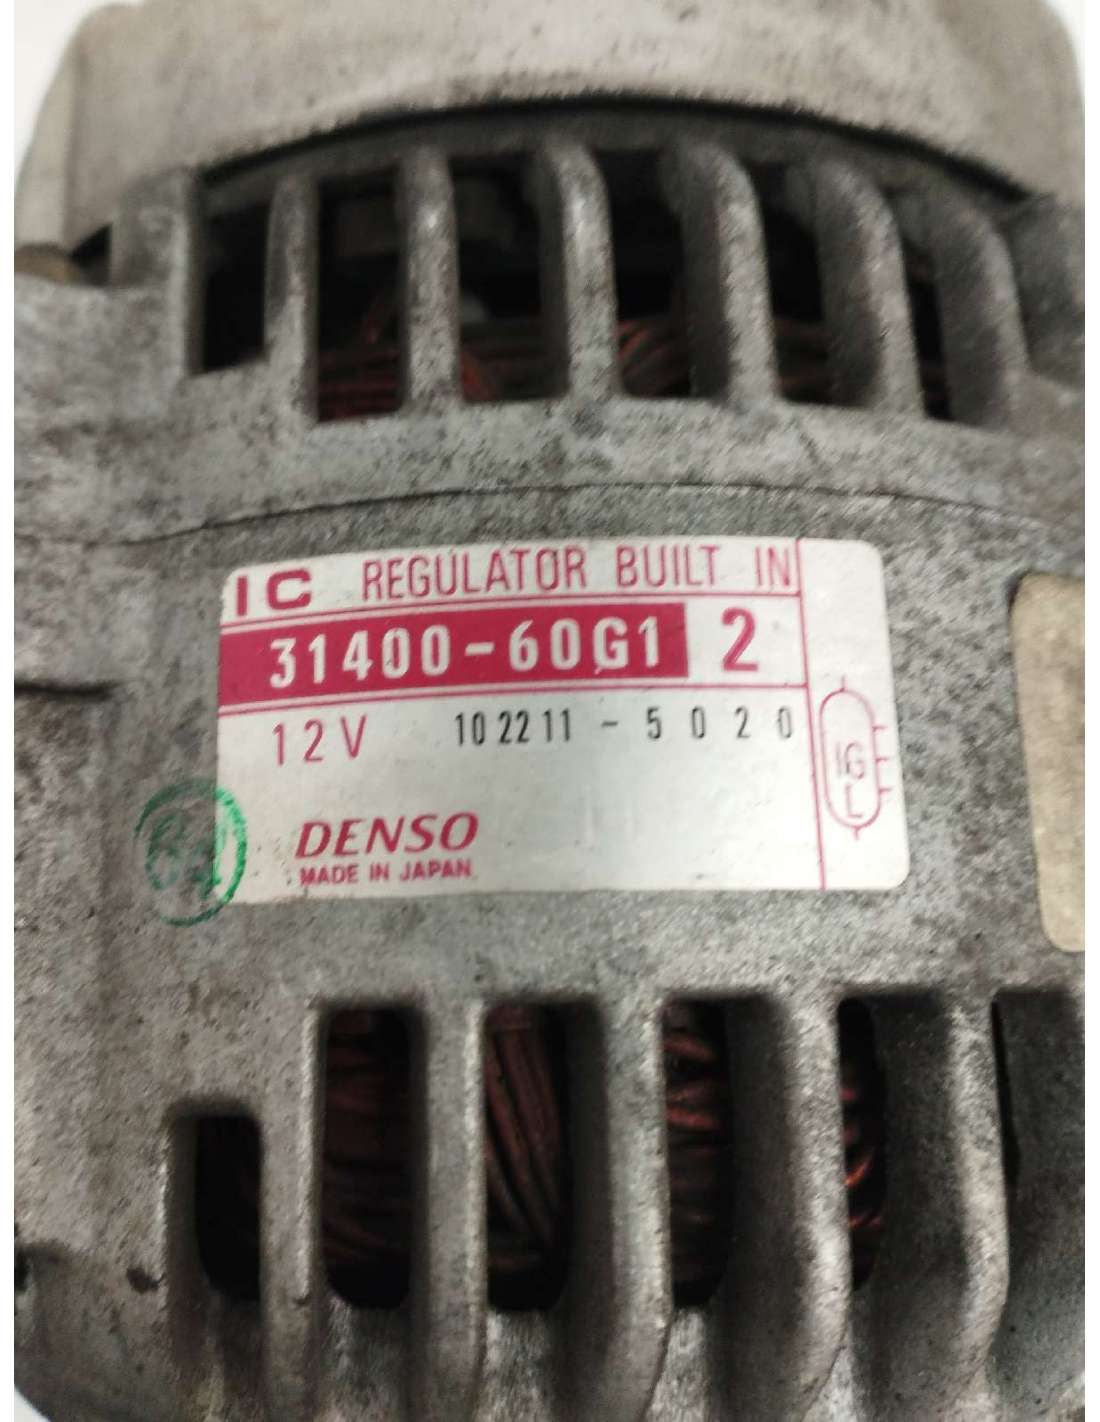 IC REGULATOR BUILT IN
31400-60G1 2
12V 102211-5020
DENSO
MADE IN JAPAN
IG
L